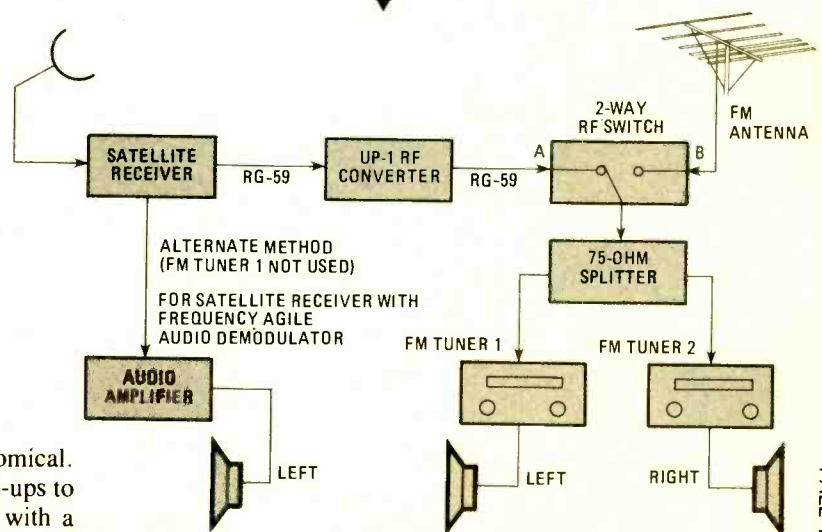 2-WAY
RF SWITCH
FM
ANTENNA
SATELLITE
RECEIVER
RG-59
UP-1 RF
CONVERTER
RG-59
A
B
ALTERNATE METHOD
(FM TUNER 1 NOT USED)
FOR SATELLITE RECEIVER WITH
FREQUENCY AGILE
AUDIO DEMODULATOR
75-OHM
SPLITTER
FM TUNER 1
FM TUNER 2
AUDIO
AMPLIFIER
LEFT
LEFT
RIGHT
omical.
-ups to
with a